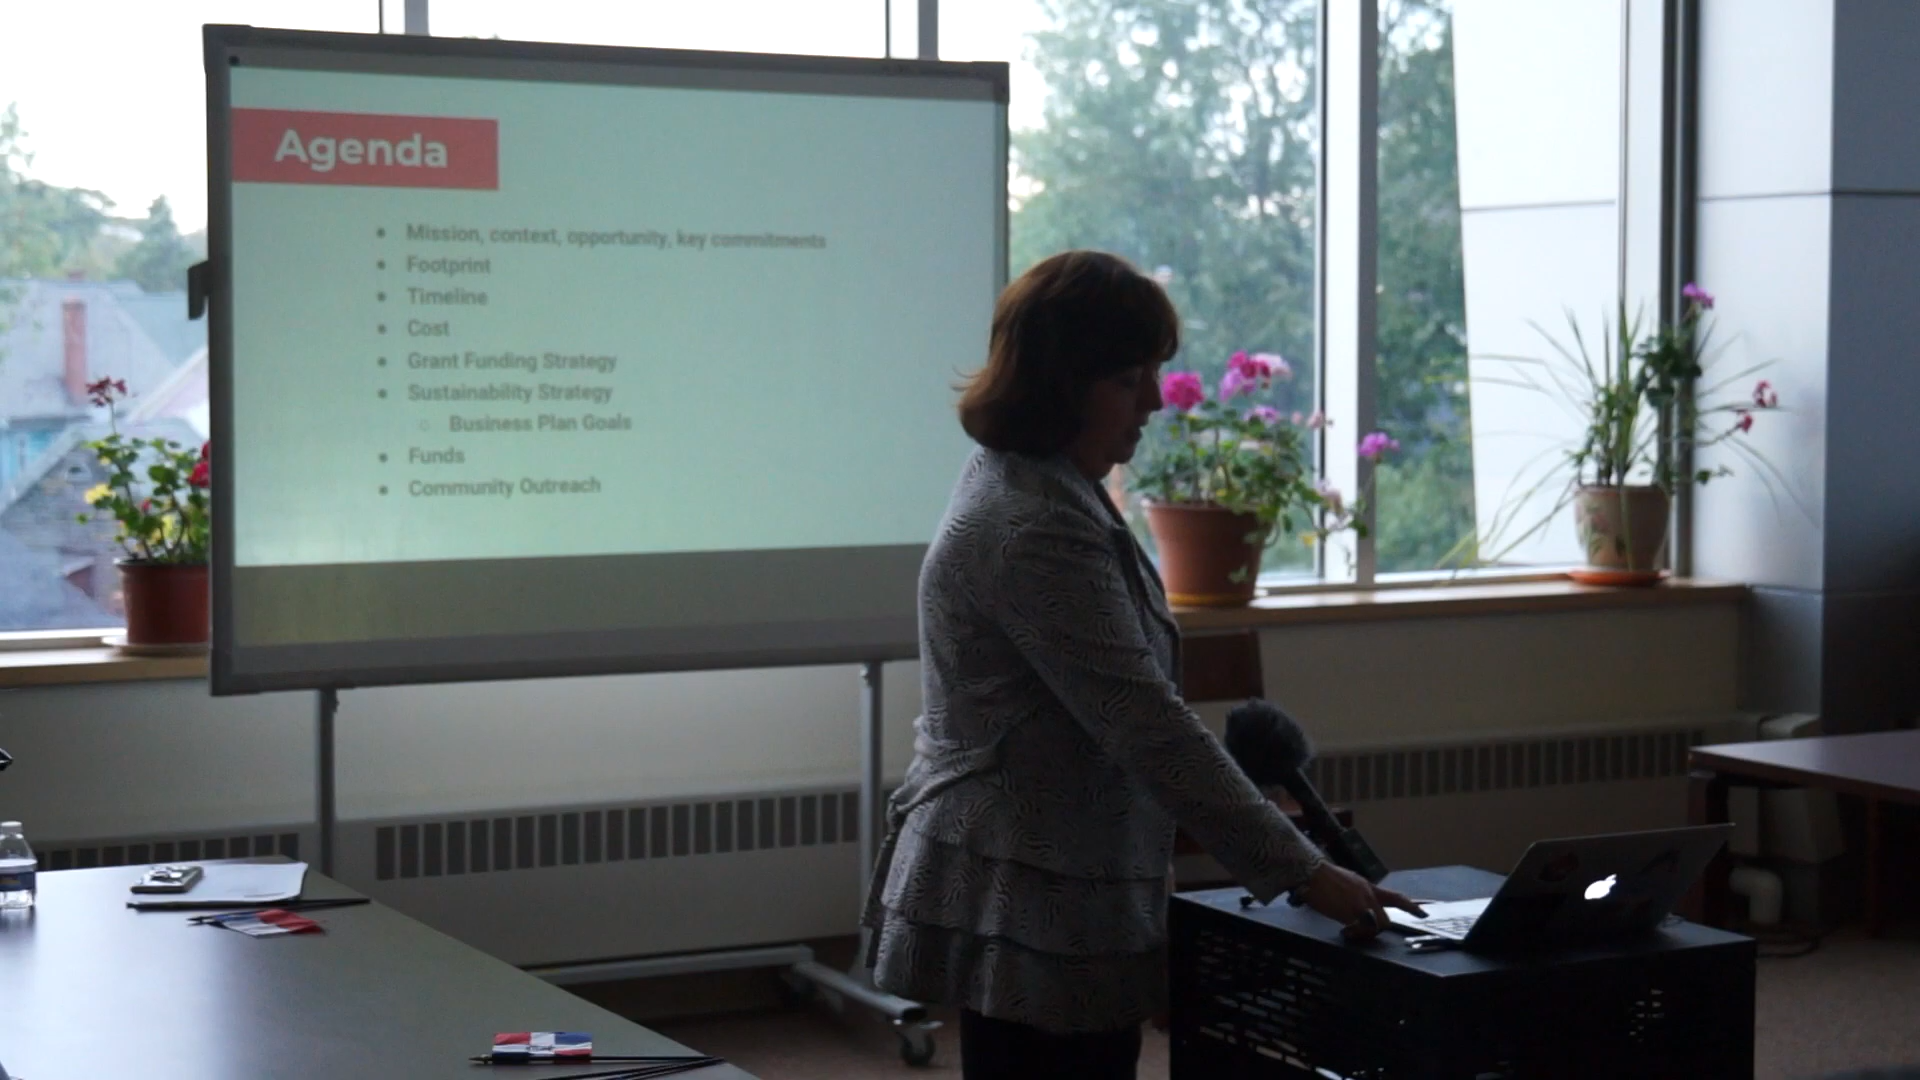 Agenda
Mission, context, opportunity, key commitments
Footprint
Timeline
Cost
Grant Funding Strategy
Sustainability Strategy
Business Plan Goals
Funds
Community Outreach